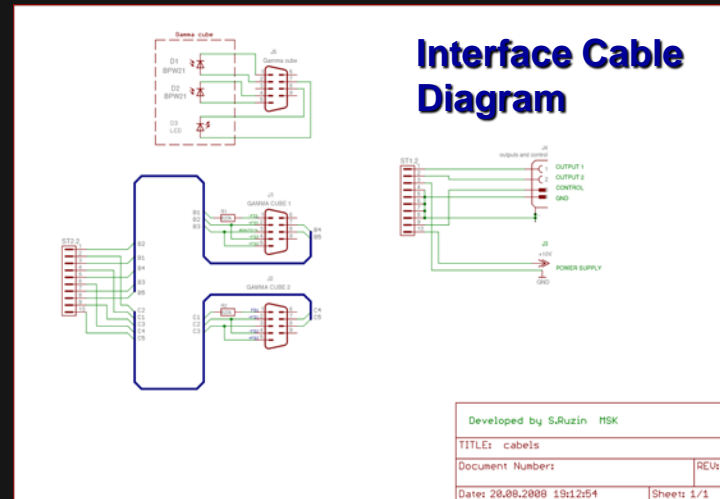 Interface Cable
Diagram
Gamma cube
D1
BPW21
D2
BPW21
D3
LED
J5
Gamma cube
J4
outputs and control
ST1.2
OUTPUT 1
OUTPUT 2
CONTROL
GND
J3
+10V
POWER SUPPLY
GND
J1
GAMMA CUBE 1
B1
B2
B3
R1
B4
B5
ST2.2
B2
B1
B4
B3
B5
C2
C1
C3
C4
C5
J2
GAMMA CUBE 2
C1
C2
C3
C4
C5
Developed by S.Ruzin MSK
TITLE: cabels
Document Number:
REV:
Date: 20.08.2008 19:12:54
Sheet: 1/1